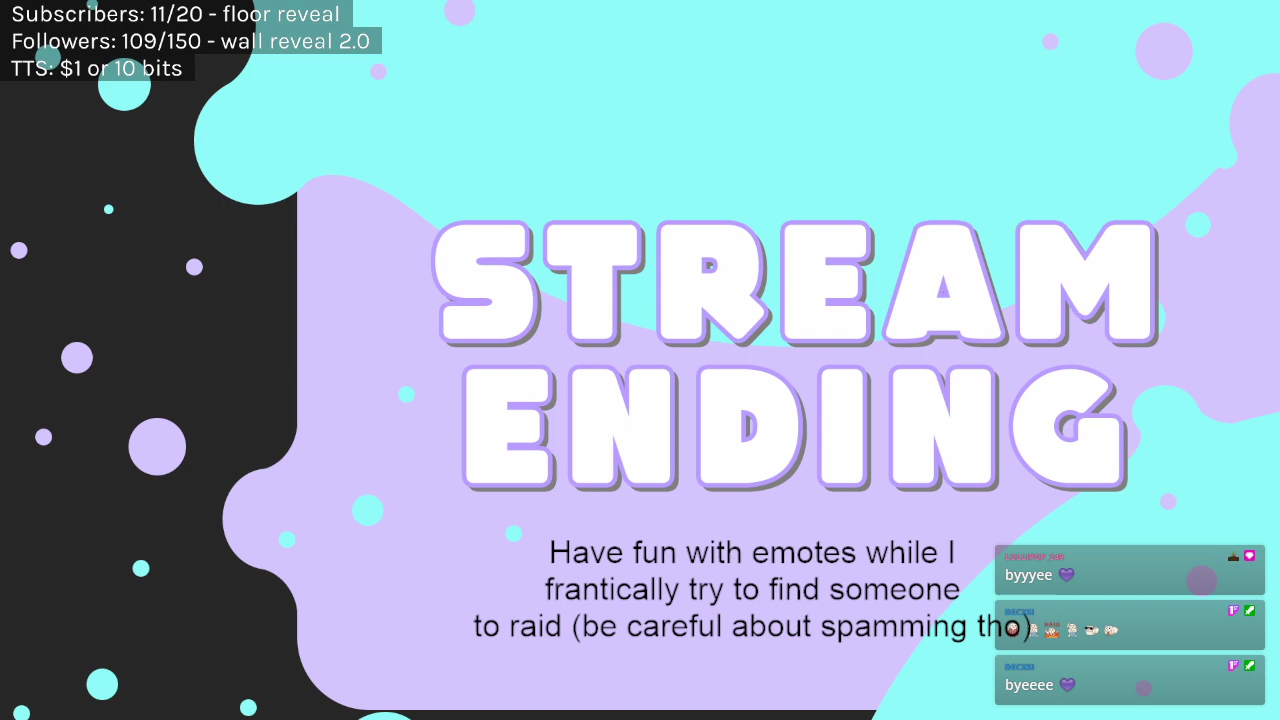 Subscribers: 11/20 - floor reveal
Followers: 109/150 - wall reveal 2.0
TTS: $1 or 10 bits
STREAM
ENDING
Have fun with emotes while I
frantically try to find someone
to raid (be careful about spamming tho)
byyyee 💜
DECXSI
DECXSI
byeeee 💜